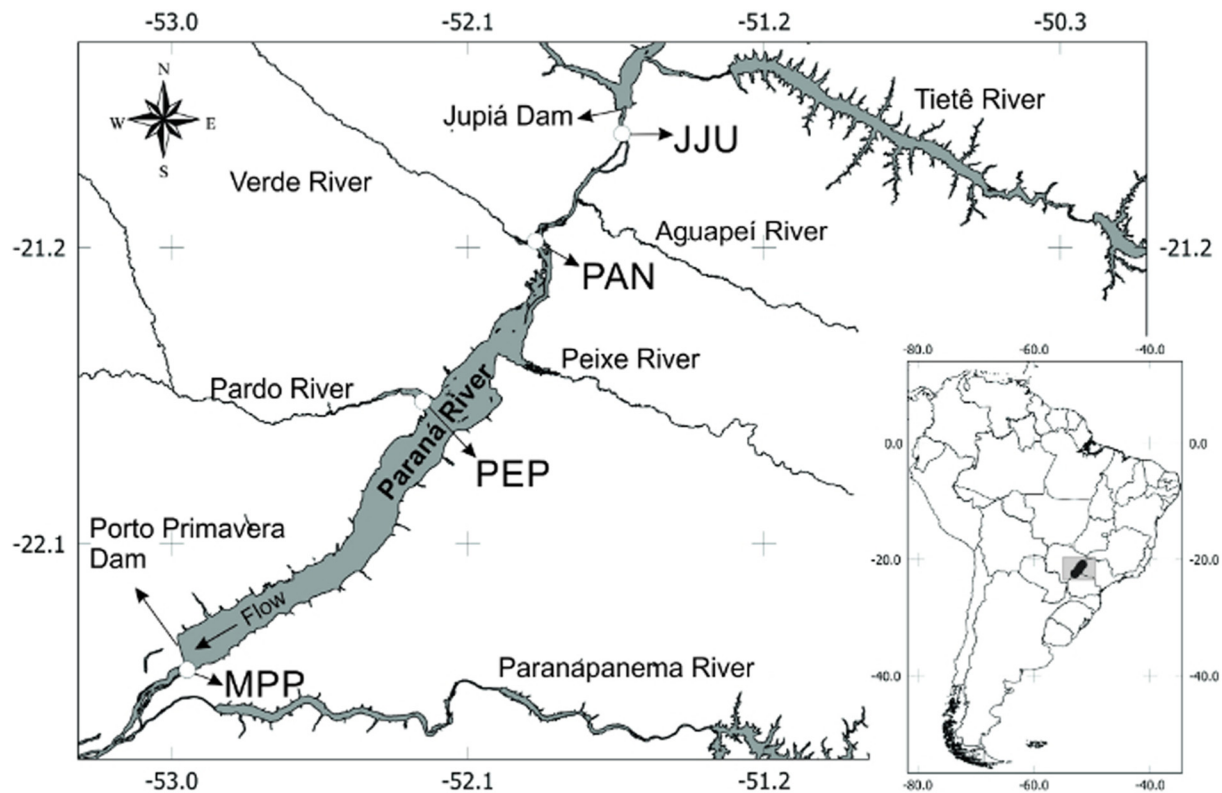 -53.0
-52.1
-51.2
-50.3
N
W
E
S
Jupiá Dam
JJU
Tietê River
Verde River
Aguapeí River
-21.2
-21.2
PAN
Peixe River
Pardo River
Paraná River
PEP
Porto Primavera
Dam
-22.1
Flow
MPP
Paranápanema River
-53.0
-52.1
-51.2
-80.0
-60.0
-40.0
0.0
0.0
-20.0
-20.0
-40.0
-40.0
-80.0
-60.0
-40.0